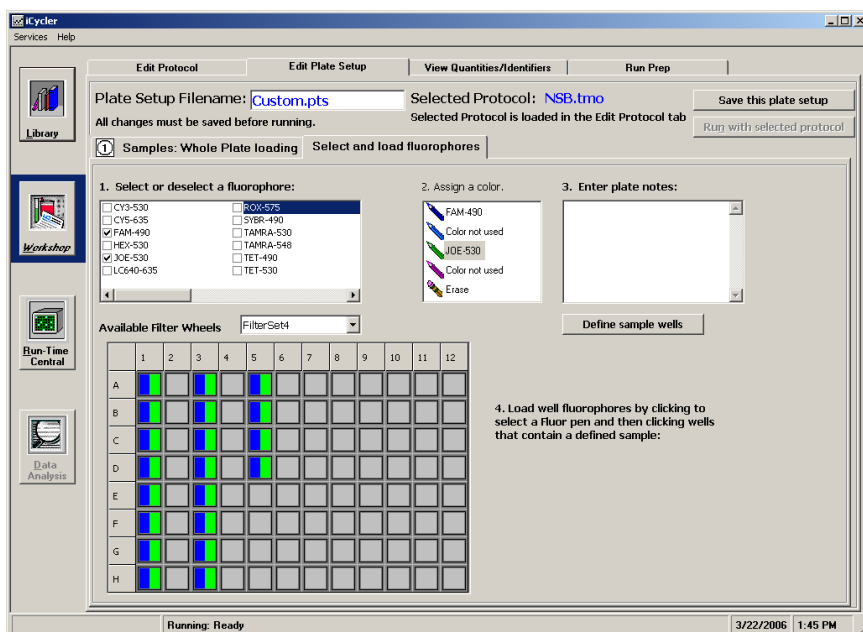 iCycler
Services Help
Edit Protocol Edit Plate Setup View Quantities/Identifiers Run Prep
Plate Setup Filename: Custom.pts Selected Protocol: NSB.tmo Save this plate setup
All changes must be saved before running. Selected Protocol is loaded in the Edit Protocol tab Run with selected protocol
Library
1 Samples: Whole Plate loading Select and load fluorophores
1. Select or deselect a fluorophore: 2. Assign a color. 3. Enter plate notes:
CY3-530 ROX-575
CY5-635 SYBR-490
FAM-490 TAMRA-530
HEX-530 TAMRA-548
JOE-530 TET-490
LC640-635 TET-530
FAM-490
Color not used
JOE-530
Color not used
Erase
Workshop
Available Filter Wheels FilterSet4 Define sample wells
Run-Time
Central
1 2 3 4 5 6 7 8 9 10 11 12
A
B
C
D
E
F
G
H
4. Load well fluorophores by clicking to
select a Fluor pen and then clicking wells
that contain a defined sample:
Data
Analysis
Running: Ready 3/22/2006 1:45 PM